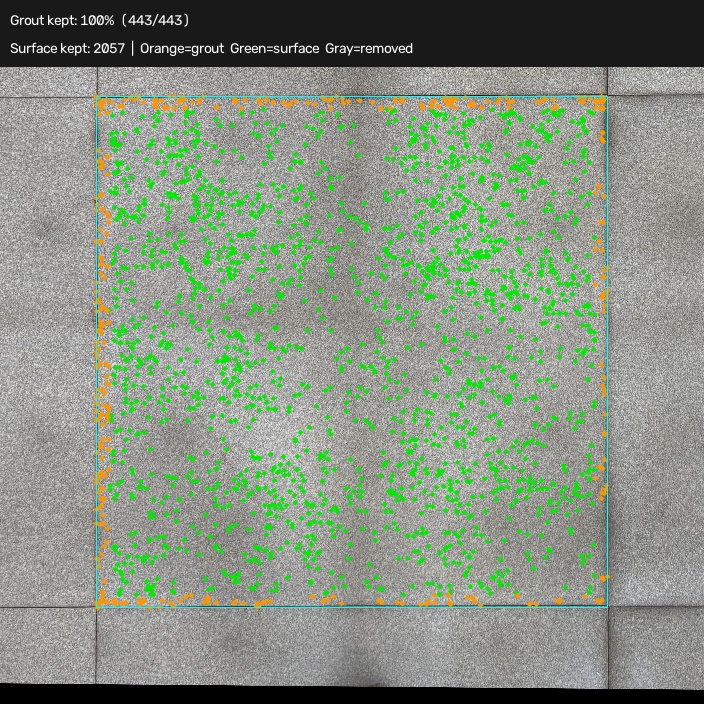 Grout kept: 100% (443/443)
Surface kept: 2057 | Orange=grout Green=surface Gray=removed